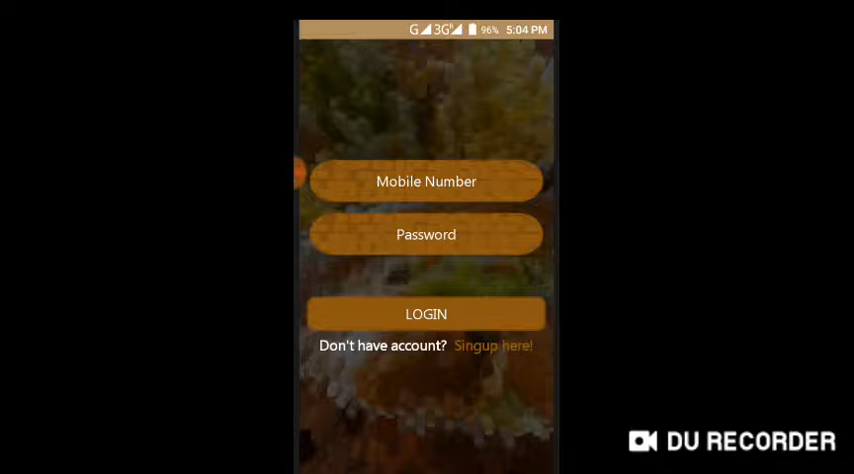 G 3G H 96% 5:04 PM
Mobile Number
Password
LOGIN
Don't have account? Singup here!
DU RECORDER